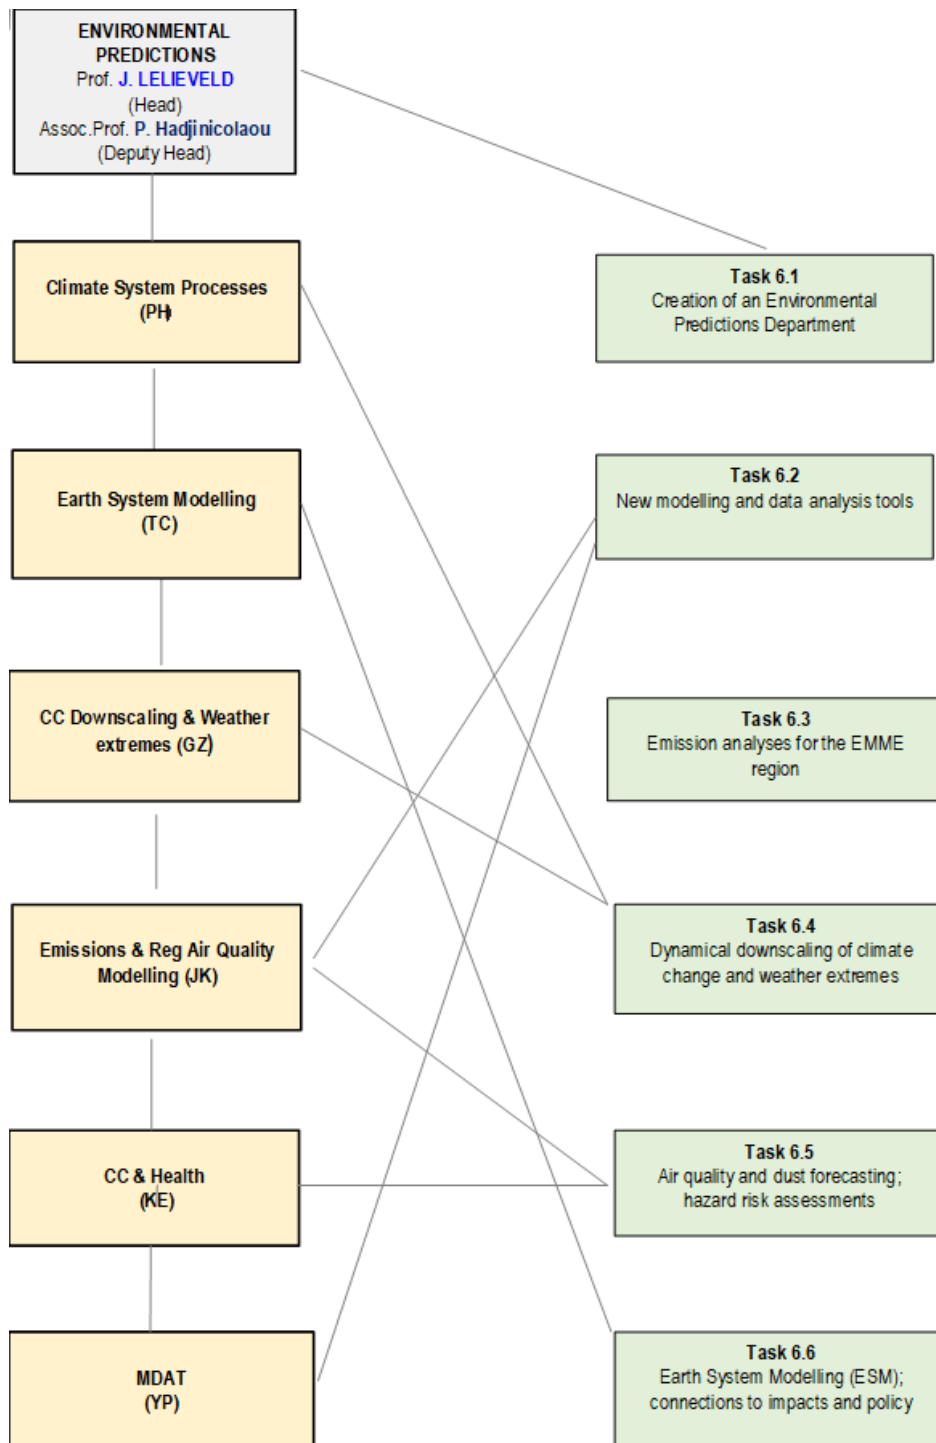 ENVIRONMENTAL
PREDICTIONS
Prof. J. LELIEVELD
(Head)
Assoc.Prof. P. Hadjinicolaou
(Deputy Head)
Climate System Processes
(PH)
Earth System Modelling
(TC)
CC Downscaling & Weather
extremes (GZ)
Emissions & Reg Air Quality
Modelling (JK)
CC & Health
(KE)
MDAT
(YP)
Task 6.1
Creation of an Environmental
Predictions Department
Task 6.2
New modelling and data analysis tools
Task 6.3
Emission analyses for the EMME
region
Task 6.4
Dynamical downscaling of climate
change and weather extremes
Task 6.5
Air quality and dust forecasting;
hazard risk assessments
Task 6.6
Earth System Modelling (ESM);
connections to impacts and policy